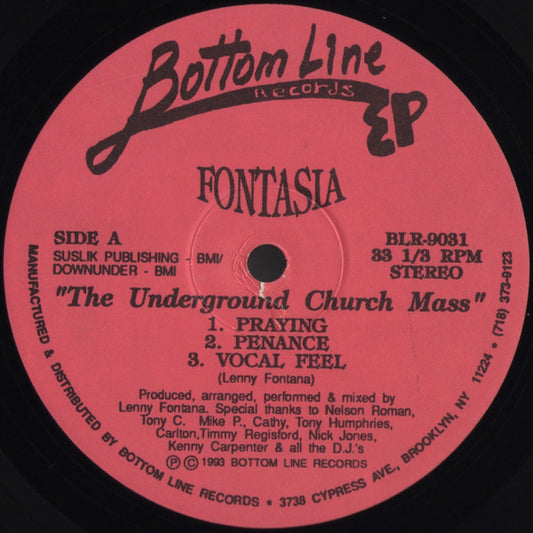 Bottom Line
Records
EP
FONTASIA
SIDE A
SUSLIK PUBLISHING - BMI/
DOWNUNDER - BMI
BLR-9031
33 1/3 RPM
STEREO
"The Underground Church Mass"
1. PRAYING
2. PENANCE
3. VOCAL FEEL
(Lenny Fontana)
Produced, arranged, performed & mixed by
Lenny Fontana. Special thanks to Nelson Roman,
Tony C. Mike P., Cathy, Tony Humphries,
Carlton,Timmy Regisford, Nick Jones,
Kenny Carpenter & all the D.J.'s
Ⓟ © 1993 BOTTOM LINE RECORDS
MANUFACTURED & DISTRIBUTED BY BOTTOM LINE RECORDS * 3738 CYPRESS AVE, BROOKLYN, NY 11224 * (718) 373-9123